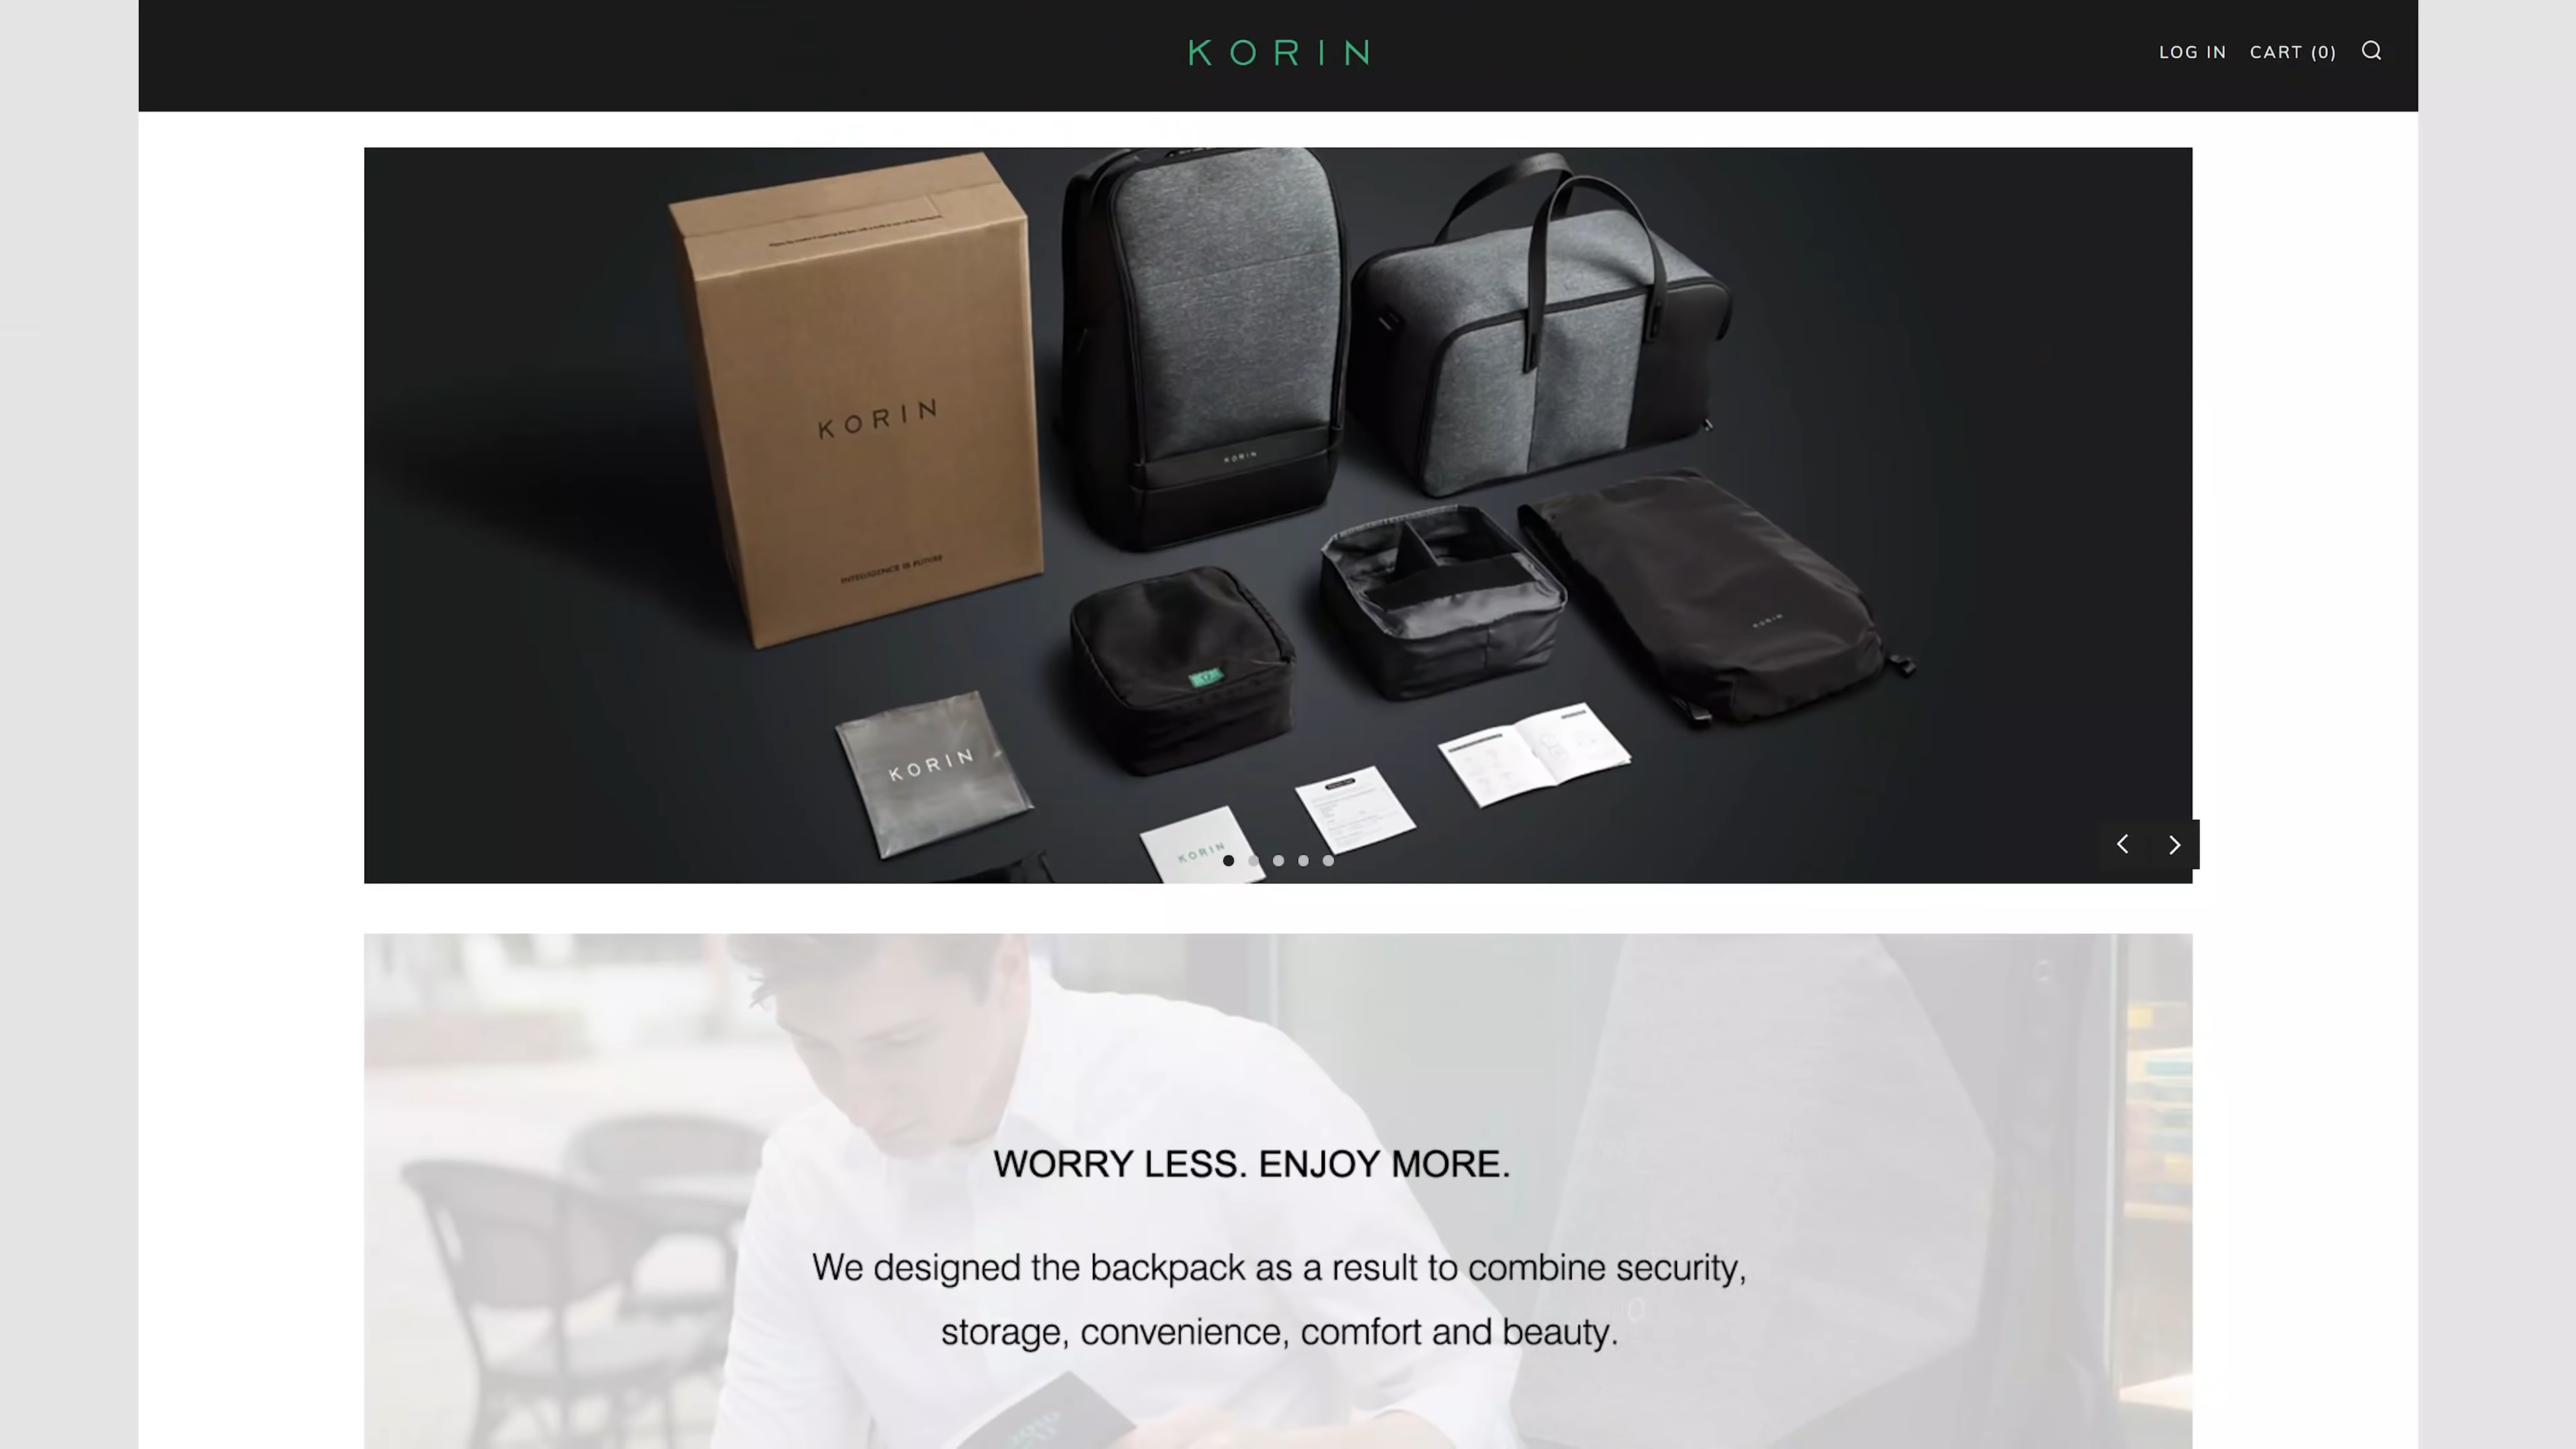 KORIN
LOG IN
CART (0)
KORIN
INTELLIGENCE IS FUTURE
KORIN
KORIN
KORIN
KORIN
WORRY LESS. ENJOY MORE.
We designed the backpack as a result to combine security,
storage, convenience, comfort and beauty.